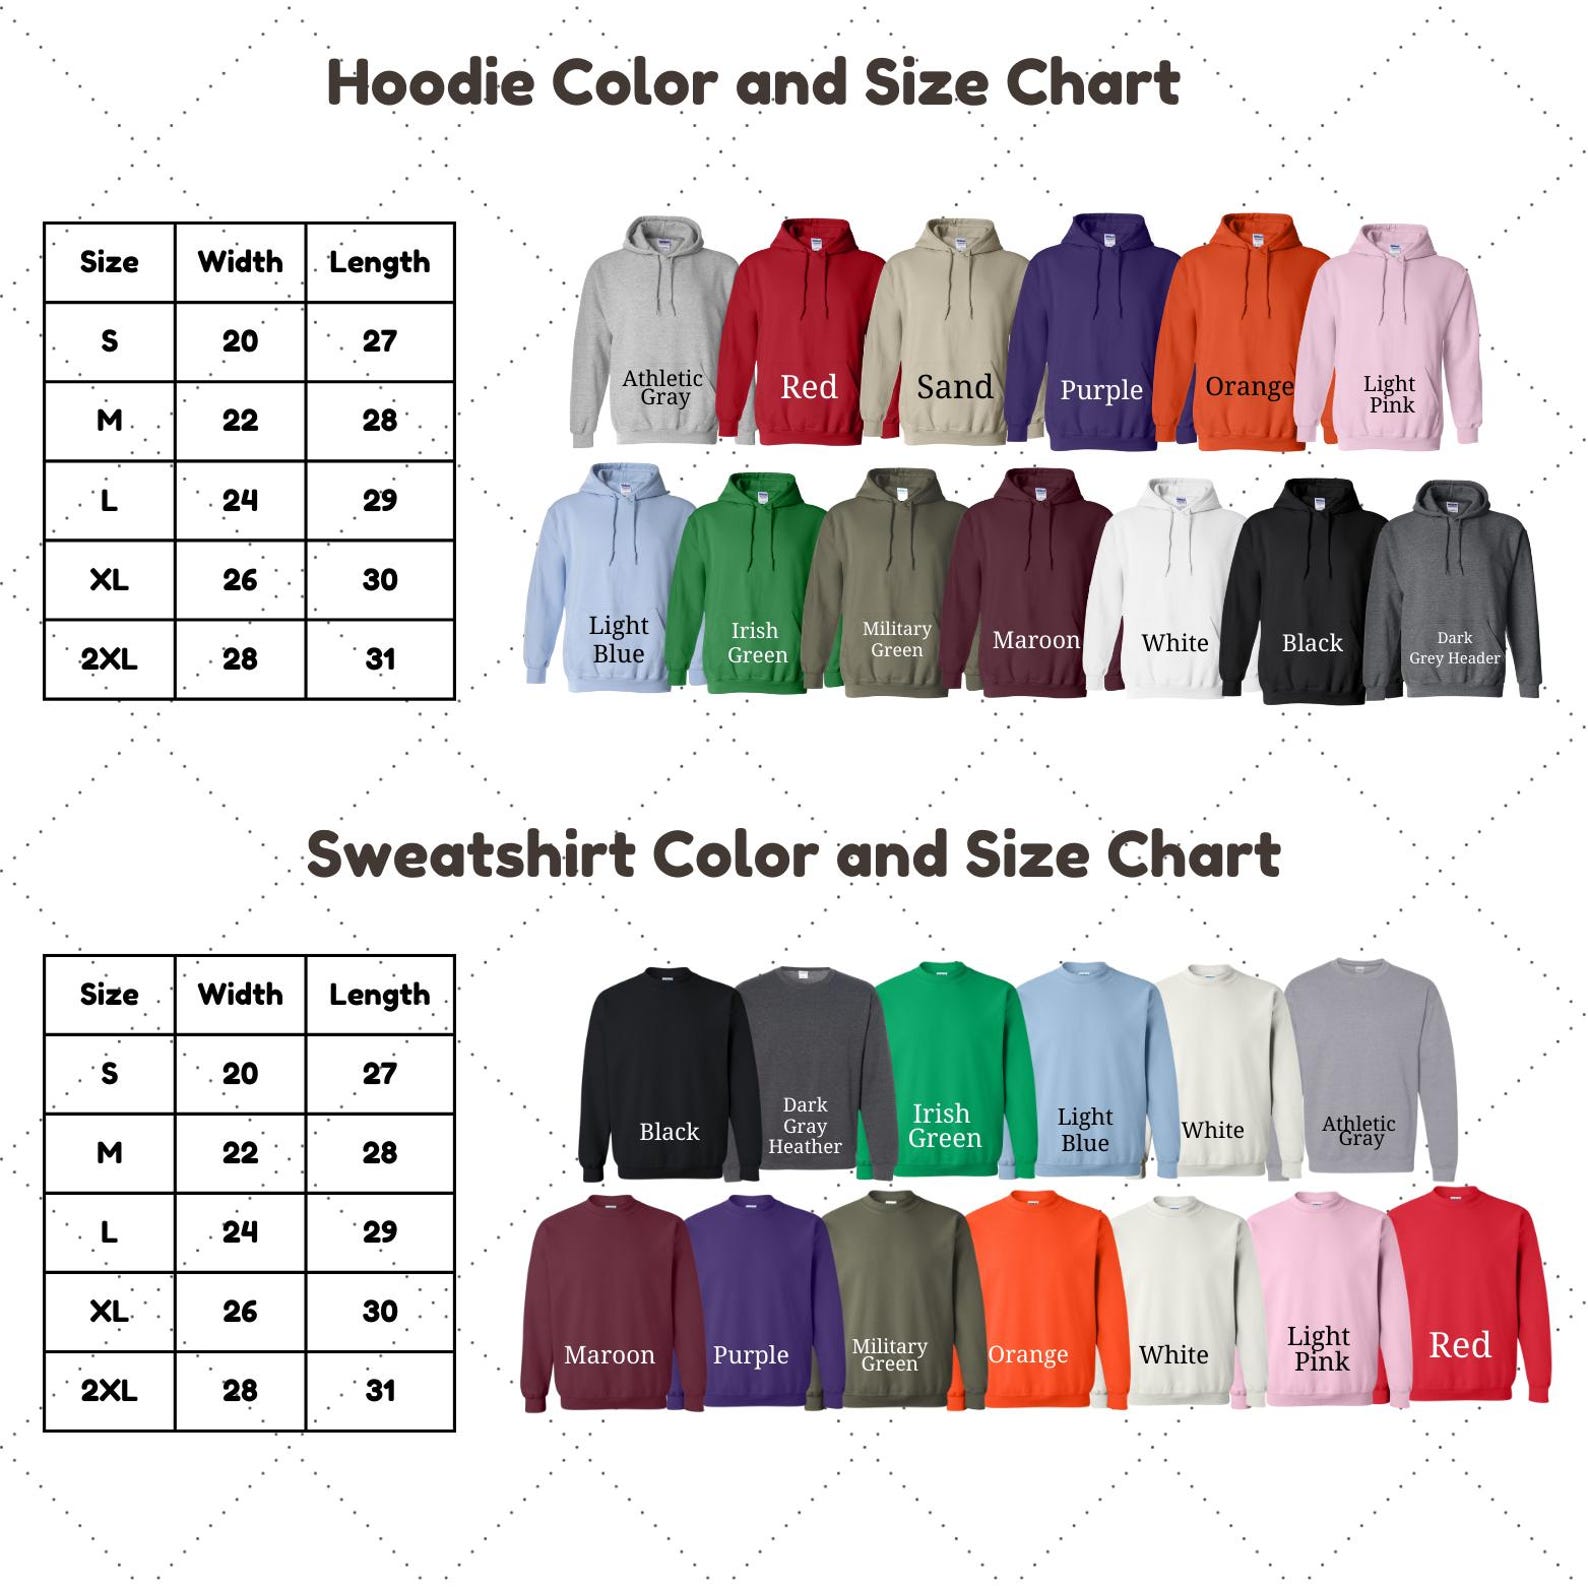 Hoodie Color and Size Chart
Size Width Length
S 20 27
M 22 28
L 24 29
XL 26 30
2XL 28 31
Athletic
Gray
Red
Sand
Purple
Orange
Light
Pink
Light
Blue
Irish
Green
Military
Green
Maroon
White
Black
Dark
Grey Header
Sweatshirt Color and Size Chart
Size Width Length
S 20 27
M 22 28
L 24 29
XL 26 30
2XL 28 31
Black
Dark
Gray
Heather
Irish
Green
Light
Blue
White
Athletic
Gray
Maroon
Purple
Military
Green
Orange
White
Light
Pink
Red